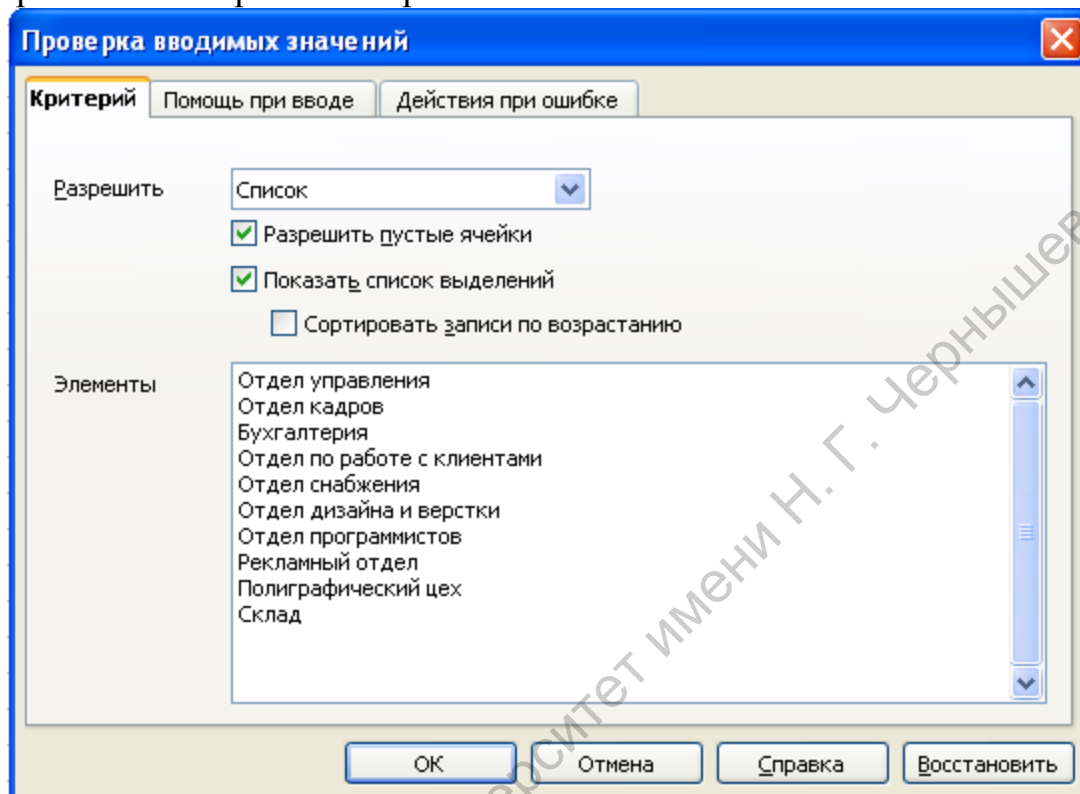 Проверка вводимых значений
Критерий Помощь при вводе Действия при ошибке
Разрешить Список
Разрешить пустые ячейки
Показать список выделений
Сортировать записи по возрастанию
Элементы Отдел управления
Отдел кадров
Бухгалтерия
Отдел по работе с клиентами
Отдел снабжения
Отдел дизайна и верстки
Отдел программистов
Рекламный отдел
Полиграфический цех
Склад
ОК Отмена Справка Восстановить
имени Н. Г.